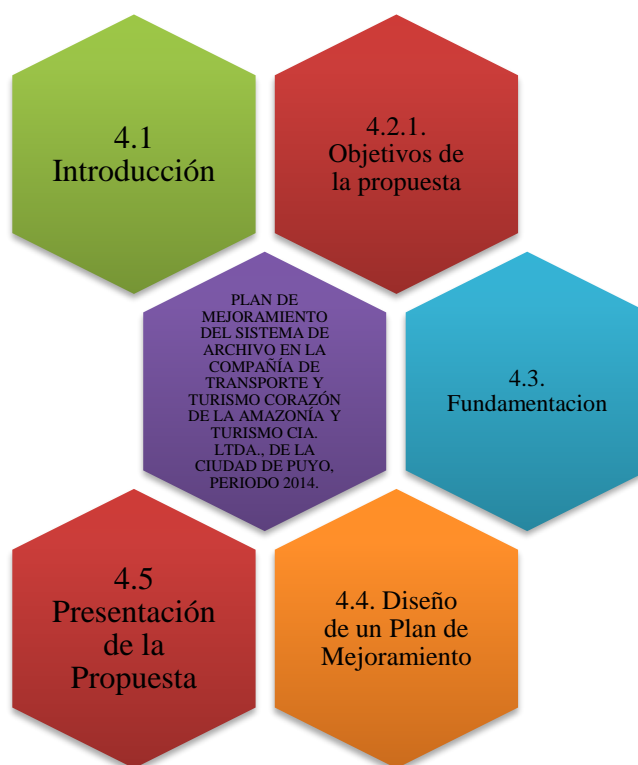 4.1
Introducción
4.2.1.
Objetivos de
la propuesta
PLAN DE
MEJORAMIENTO
DEL SISTEMA DE
ARCHIVO EN LA
COMPAÑÍA DE
TRANSPORTE Y
TURISMO CORAZÓN
DE LA AMAZONÍA Y
TURISMO CIA.
LTDA., DE LA
CIUDAD DE PUYO,
PERIODO 2014.
4.3.
Fundamentacion
4.5
Presentación
de la
Propuesta
4.4. Diseño
de un Plan de
Mejoramiento